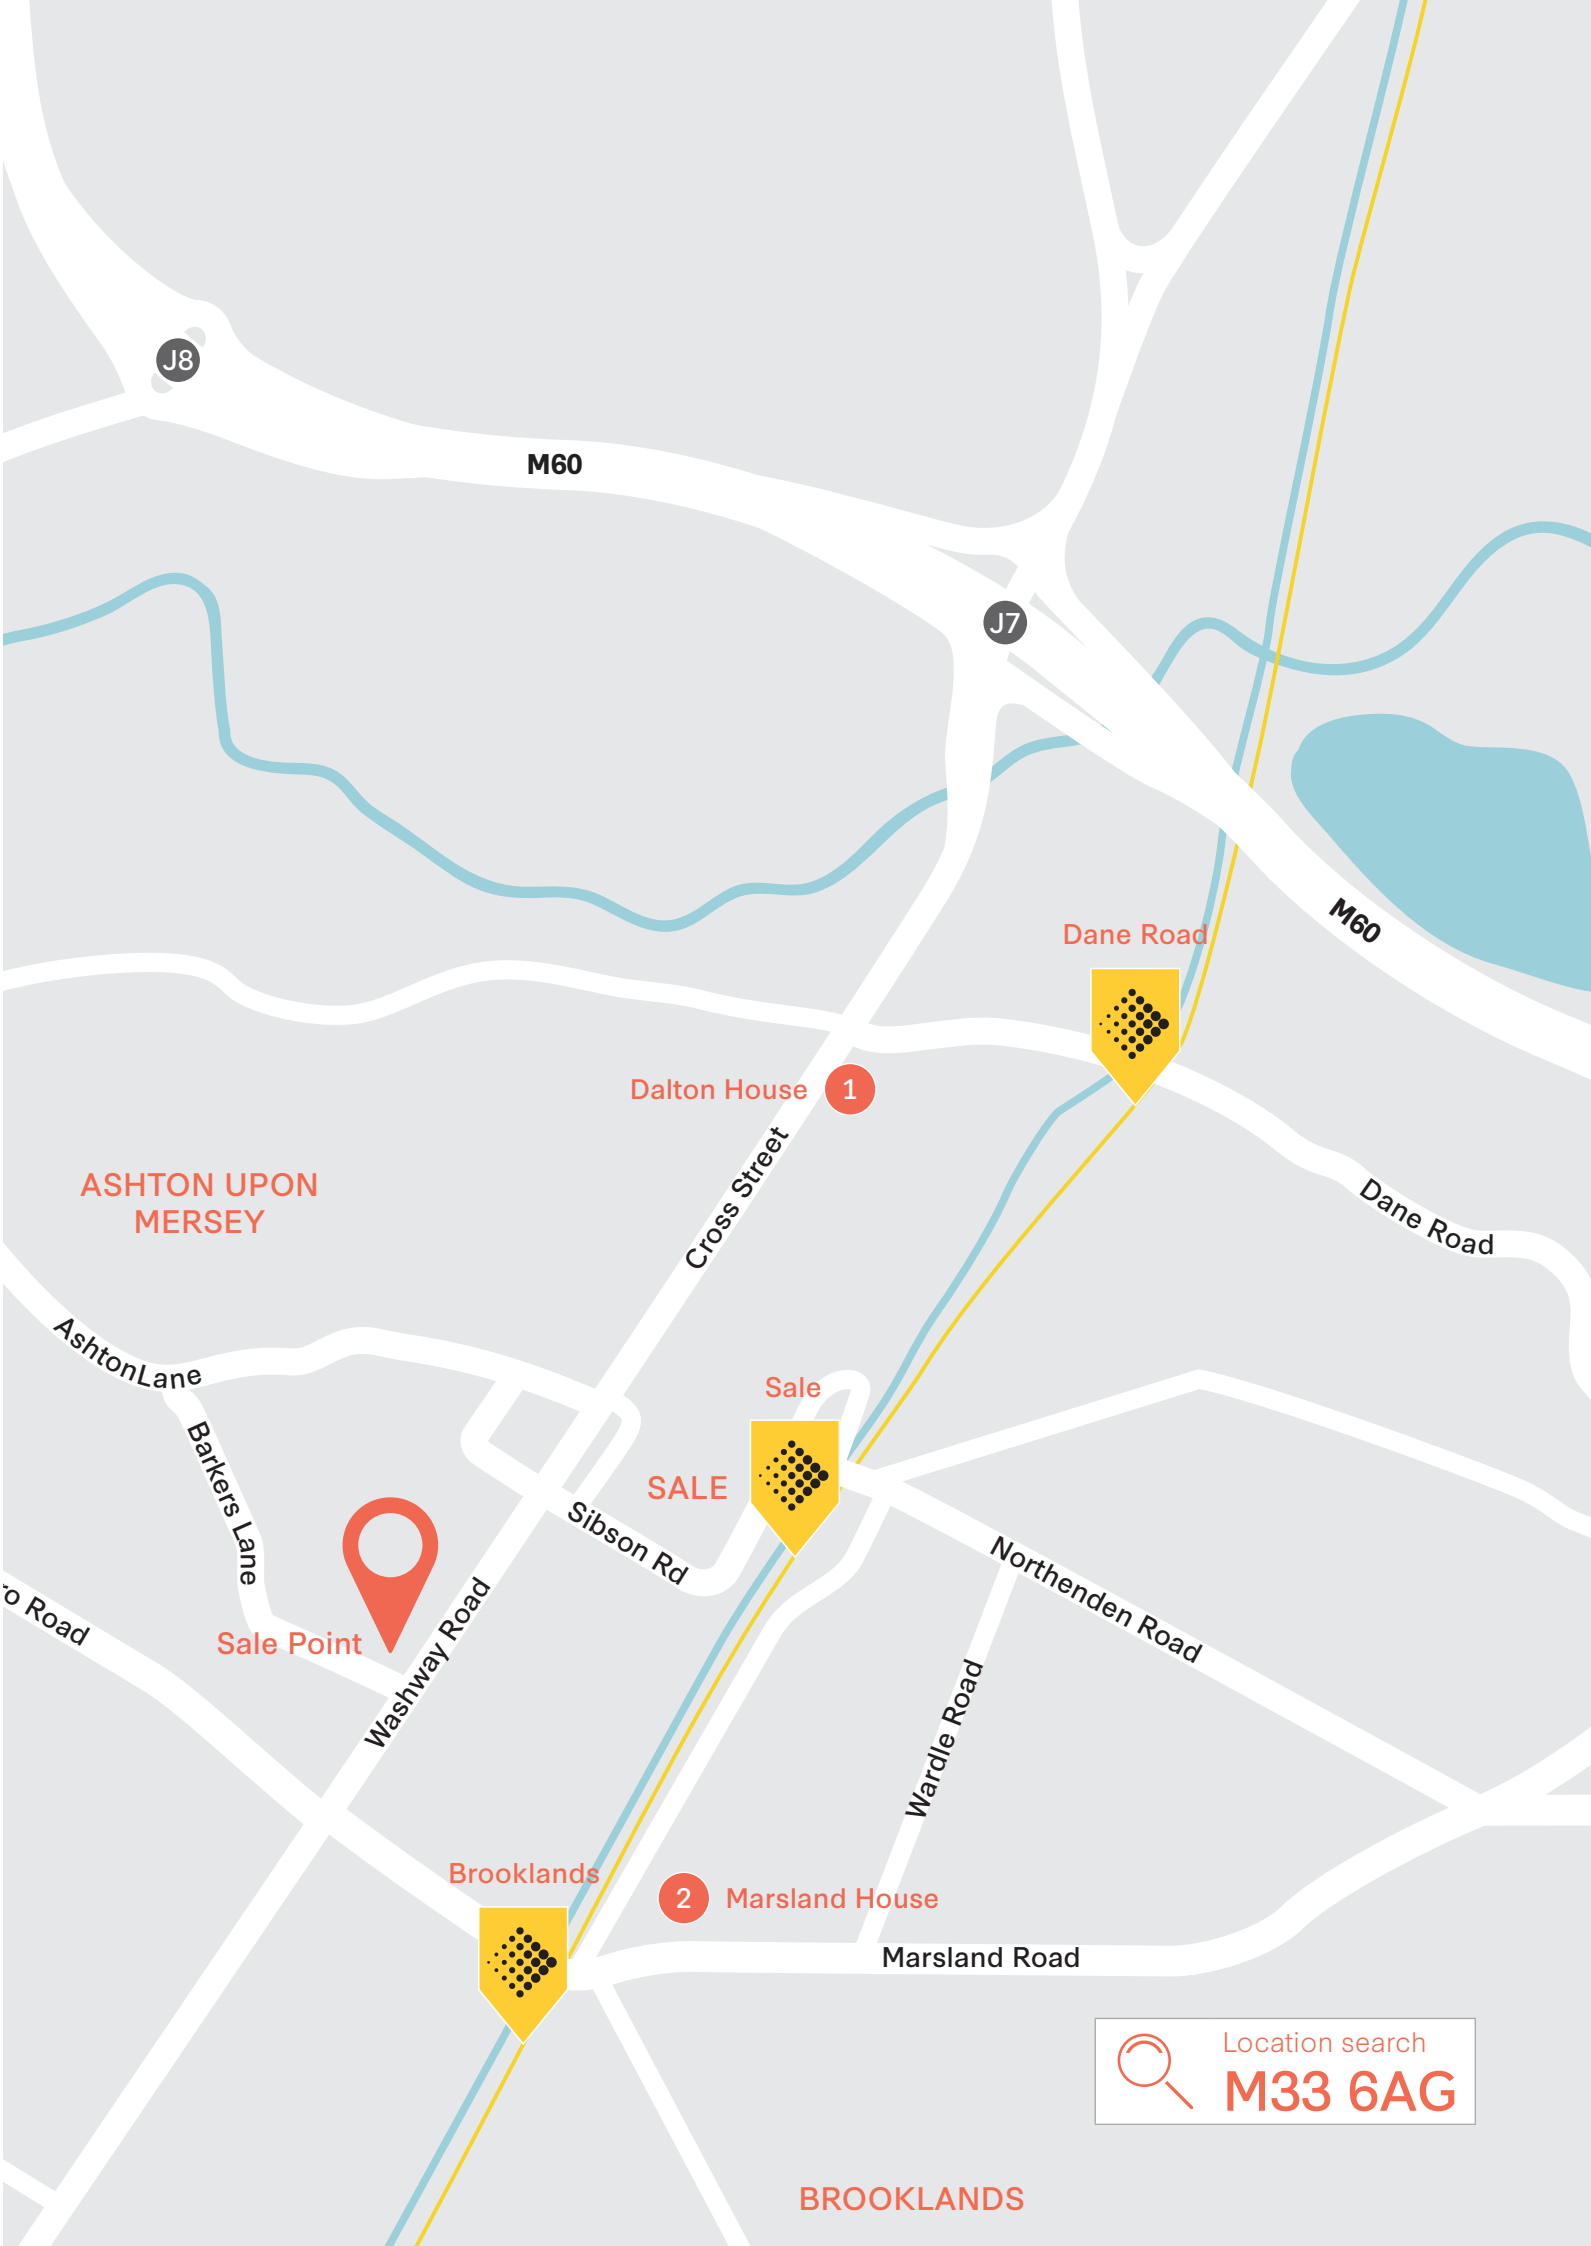 J8
M60
J7
M60
Dane Road
Dalton House
1
Cross Street
ASHTON UPON
MERSEY
Dane Road
AshtonLane
Sale
Barkers Lane
SALE
Sibson Rd
Northenden Road
ro Road
Sale Point
Washway Road
Wardle Road
Brooklands
2
Marsland House
Marsland Road
Location search
M33 6AG
BROOKLANDS